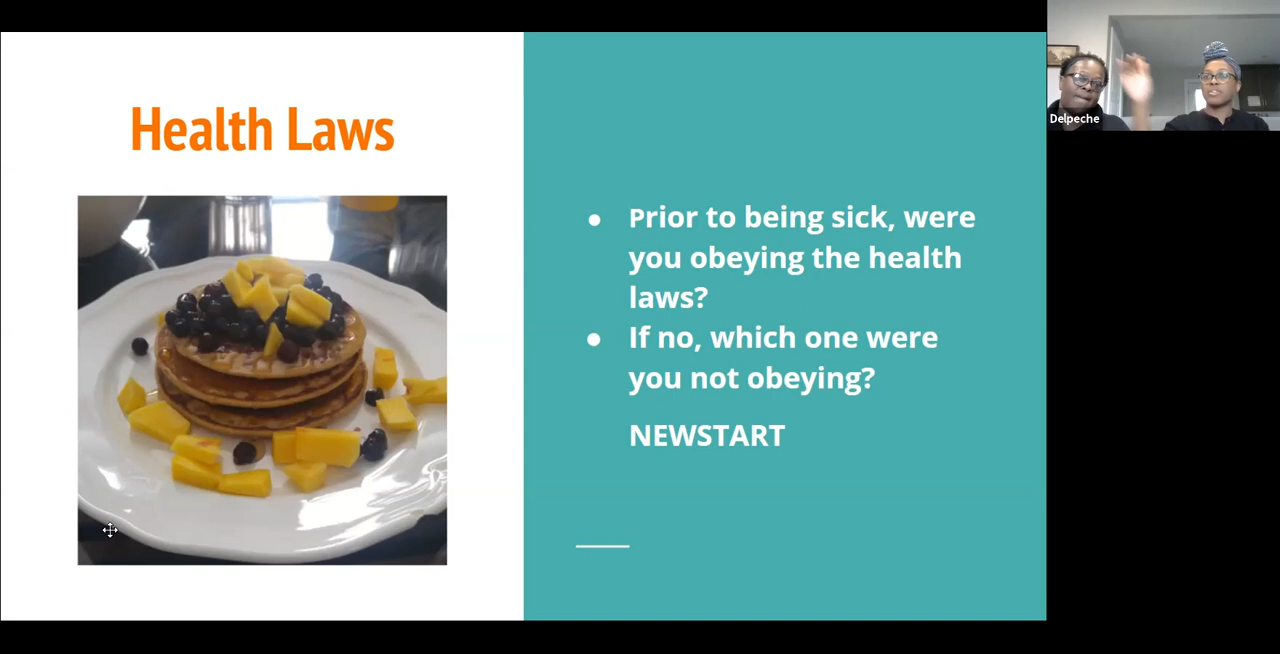 Health Laws
● Prior to being sick, were
you obeying the health
laws?
● If no, which one were
you not obeying?
NEWSTART
Delpeche